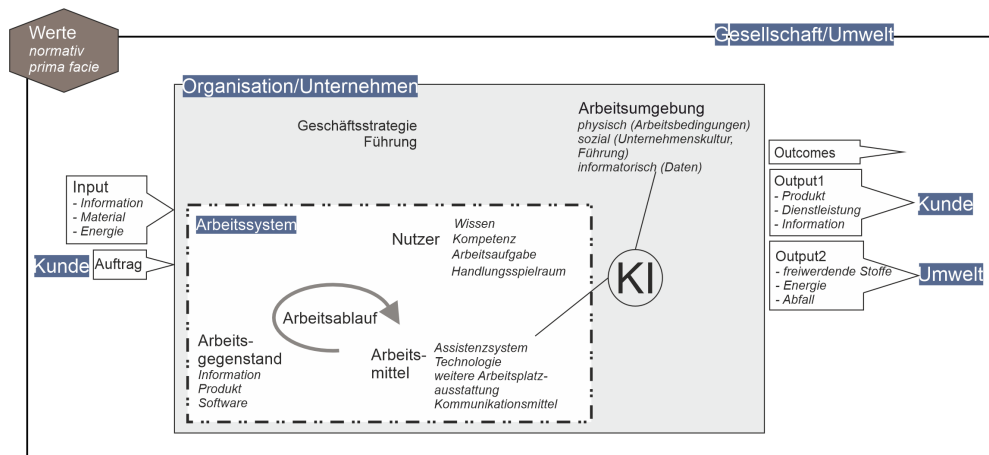 Werte
normativ
prima facie
Gesellschaft/Umwelt
Organisation/Unternehmen
Geschäftsstrategie
Führung
Arbeitsumgebung
physisch (Arbeitsbedingungen)
sozial (Unternehmenskultur,
Führung)
informatorisch (Daten)
Input
- Information
- Material
- Energie
Kunde
Auftrag
Arbeitssystem
Nutzer
Wissen
Kompetenz
Arbeitsaufgabe
Handlungsspielraum
KI
Arbeitsablauf
Arbeits-
gegenstand
Information
Produkt
Software
Arbeits-
mittel
Assistenzsystem
Technologie
weitere Arbeitsplatz-
ausstattung
Kommunikationsmittel
Outcomes
Output1
- Produkt
- Dienstleistung
- Information
Kunde
Output2
- freiwerdende Stoffe
- Energie
- Abfall
Umwelt